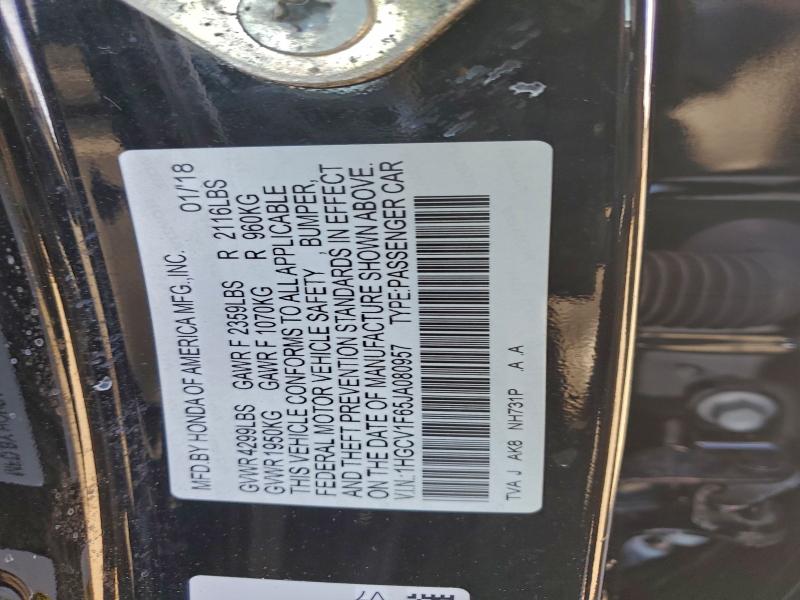 MFD.BY HONDA OF AMERICA MFG.,INC. 01/'18
GVWR 4299LBS GAWR F 2359LBS R 2116LBS
GVWR 1950KG GAWR F 1070KG R 960KG
THIS VEHICLE CONFORMS TO ALL APPLICABLE
FEDERAL MOTOR VEHICLE SAFETY , BUMPER,
AND THEFT PREVENTION STANDARDS IN EFFECT
ON THE DATE OF MANUFACTURE SHOWN ABOVE.
V.I.N.: 1HGCV1F65JA080957 TYPE:PASSENGER CAR
TVA J AK8 NH731P A .A